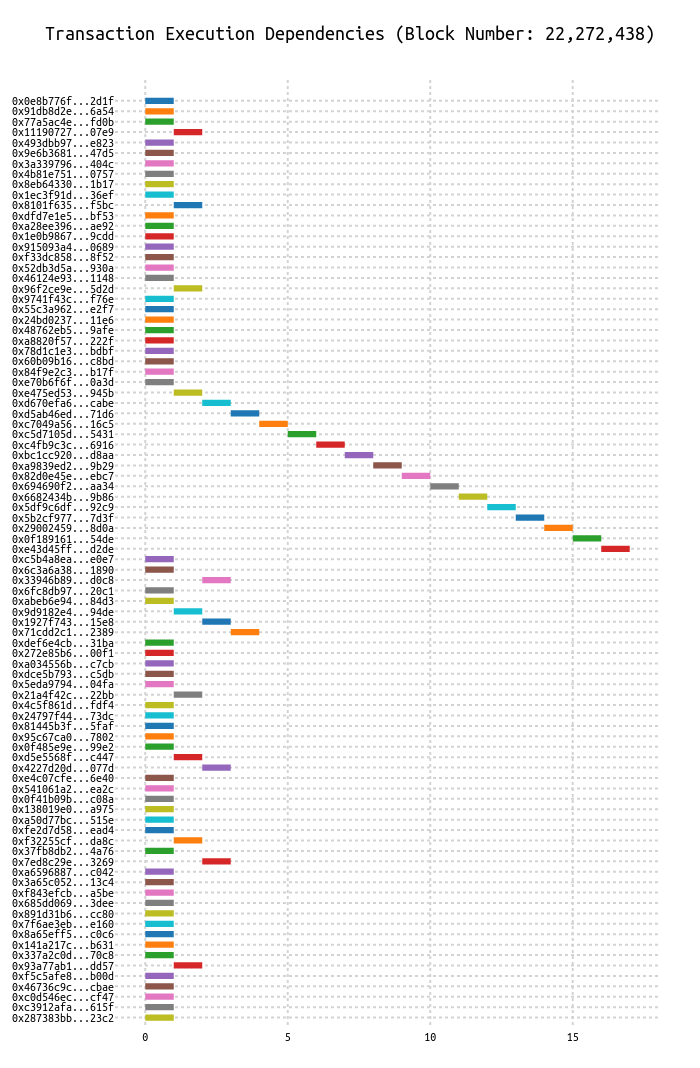 Transaction Execution Dependencies (Block Number: 22,272,438)
0x0e8b776f...2d1f
0x91db8d2e...6a54
0x77a5ac4e...fd0b
0x11190727...07e9
0x493dbb97...e823
0x9e6b3681...47d5
0x3a339796...404c
0x4b81e751...0757
0x8eb64330...1b17
0x1ec3f91d...36ef
0x8101f635...f5bc
0xdfd7e1e5...bf53
0xa28ee396...ae92
0x1e0b9867...9cdd
0x915093a4...0689
0xf33dc858...8f52
0x52db3d5a...930a
0x46124e93...1148
0x96f2ce9e...5d2d
0x9741f43c...f76e
0x55c3a962...e2f7
0x24bd0237...11e6
0x48762eb5...9afe
0xa8820f57...222f
0x78d1c1e3...bdbf
0x60b09b16...c8bd
0x84f9e2c3...b17f
0xe70b6f6f...0a3d
0xe475ed53...945b
0xd670efa6...cabe
0xd5ab46ed...71d6
0xc7049a56...16c5
0xc5d7105d...5431
0xc4fb9c3c...6916
0xbc1cc920...d8aa
0xa9839ed2...9b29
0x82d0e45e...ebc7
0x694690f2...aa34
0x6682434b...9b86
0x5df9c6df...92c9
0x5b2cf977...7d3f
0x29002459...8d0a
0x0f189161...54de
0xe43d45ff...d2de
0xc5b4a8ea...e0e7
0x6c3a6a38...1890
0x33946b89...d0c8
0x6fc8db97...20c1
0xabeb6e94...84d3
0x9d9182e4...94de
0x1927f743...15e8
0x71cdd2c1...2389
0xdef6e4cb...31ba
0x272e85b6...00f1
0xa034556b...c7cb
0xdce5b793...c5db
0x5eda9794...04fa
0x21a4f42c...22bb
0x4c5f861d...fdf4
0x24797f44...73dc
0x81445b3f...5faf
0x95c67ca0...7802
0x0f485e9e...99e2
0xd5e5568f...c447
0x4227d20d...077d
0xe4c07cfe...6e40
0x541061a2...ea2c
0x0f41b09b...c08a
0x138019e0...a975
0xa50d77bc...515e
0xfe2d7d58...ead4
0xf32255cf...da8c
0x37fb8db2...4a76
0x7ed8c29e...3269
0xa6596887...c042
0x3a65c052...13c4
0xf843efcb...a5be
0x685dd069...3dee
0x891d31b6...cc80
0x7f6ae3eb...e160
0x8a65eff5...c0c6
0x141a217c...b631
0x337a2c0d...70c8
0x93a77ab1...dd57
0xf5c5afe8...b00d
0x46736c9c...cbae
0xc0d546ec...cf47
0xc3912afa...615f
0x287383bb...23c2
0 5 10 15